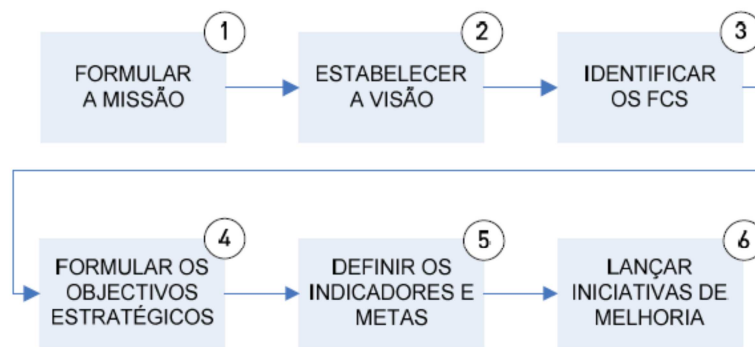 1
FORMULAR
A MISSÃO
2
ESTABELECER
A VISÃO
3
IDENTIFICAR
OS FCS
4
FORMULAR OS
OBJECTIVOS
ESTRATÉGICOS
5
DEFINIR OS
INDICADORES E
METAS
6
LANÇAR
INICIATIVAS DE
MELHORIA